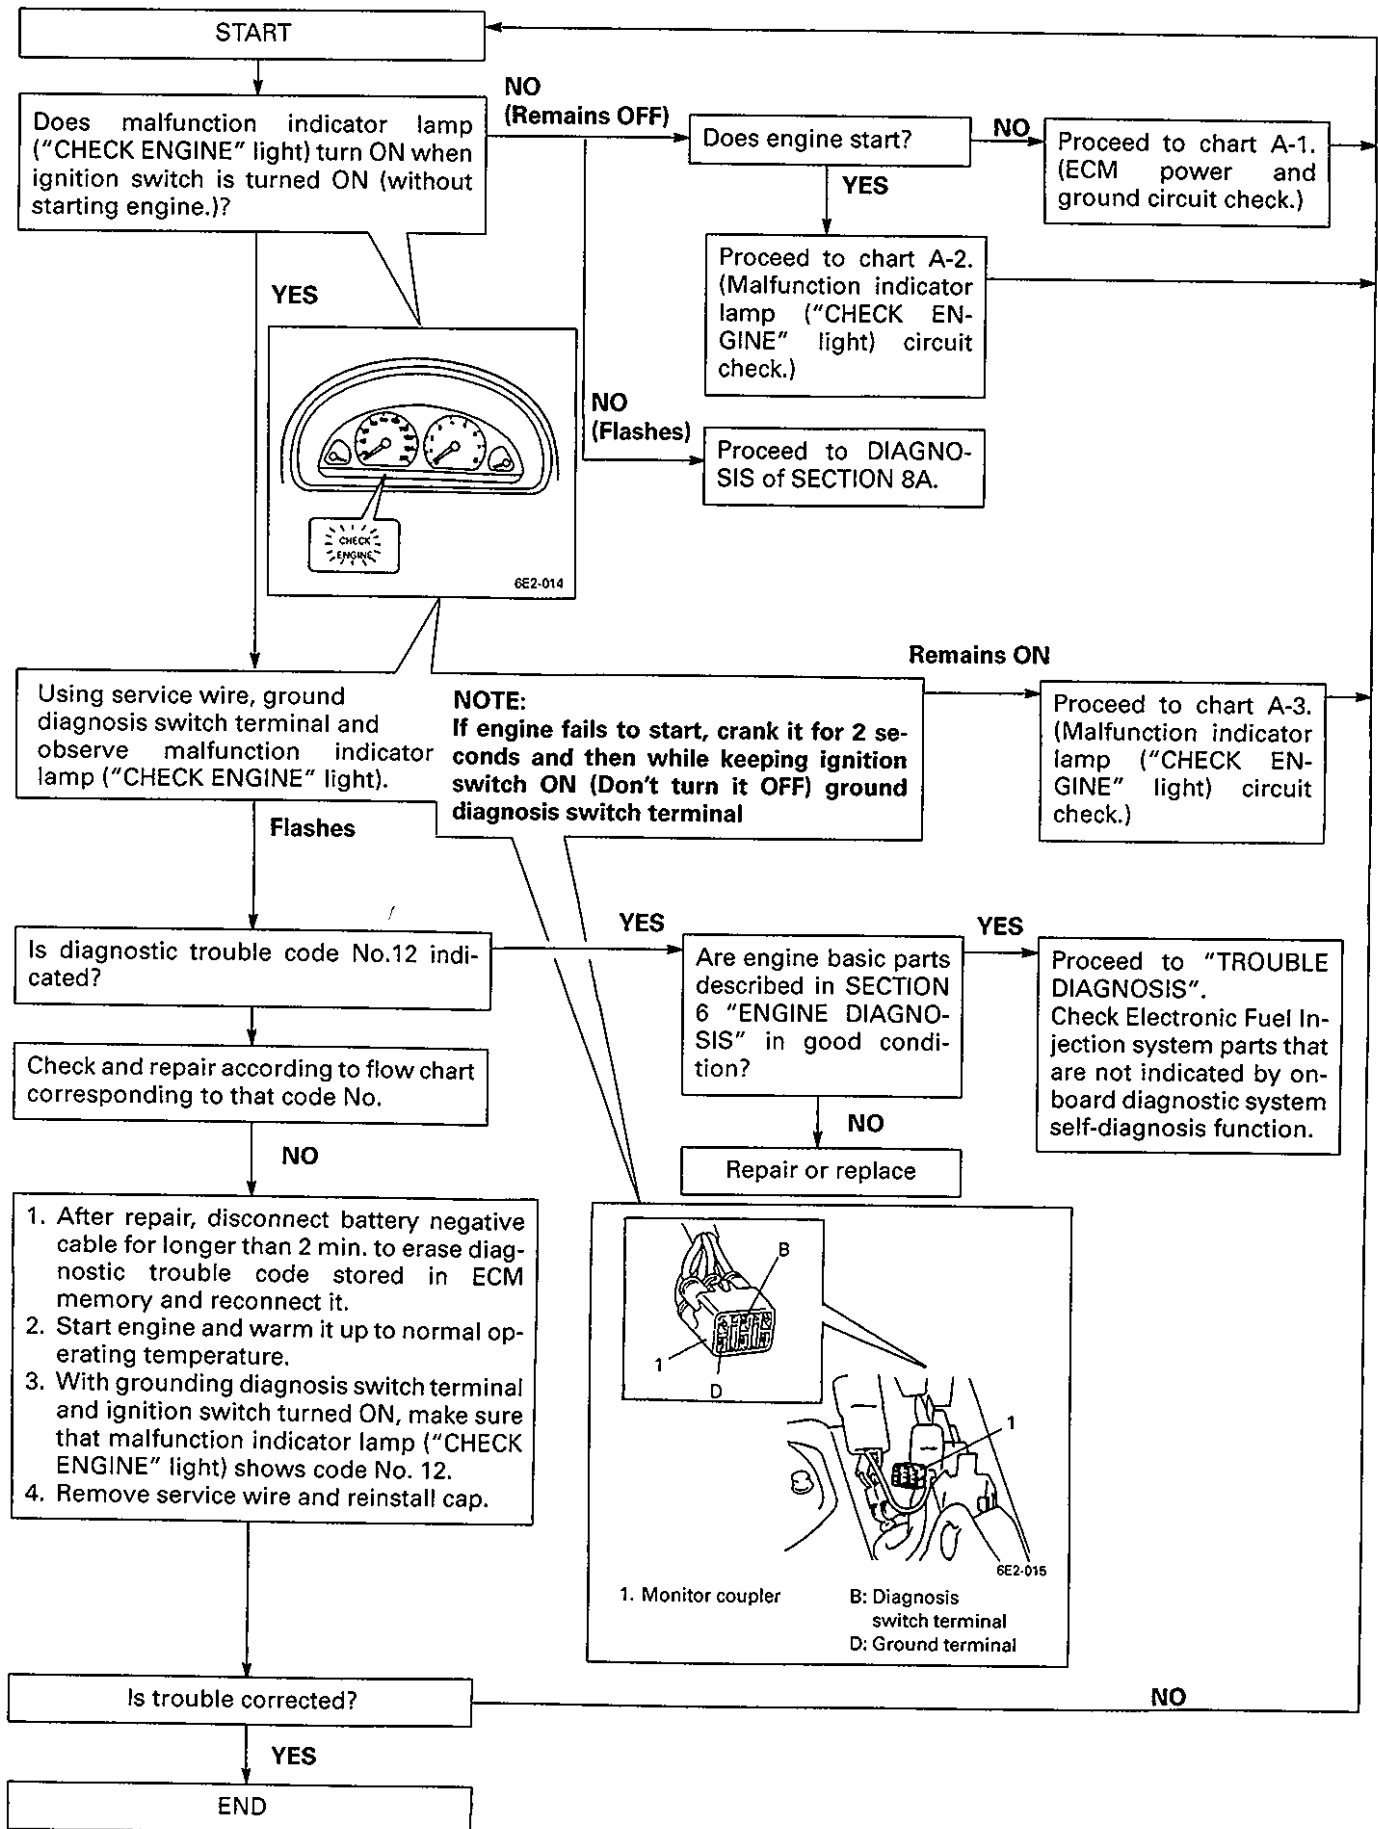 START
NO
(Remains OFF)
Does malfunction indicator lamp
("CHECK ENGINE" light) turn ON when
ignition switch is turned ON (without
starting engine.)?
Does engine start?
NO
Proceed to chart A-1.
(ECM power and
ground circuit check.)
YES
Proceed to chart A-2.
(Malfunction indicator
lamp ("CHECK EN-
GINE" light) circuit
check.)
YES
NO
(Flashes)
Proceed to DIAGNO-
SIS of SECTION 8A.
CHECK
ENGINE
6E2-014
Using service wire, ground
diagnosis switch terminal and
observe malfunction indicator
lamp ("CHECK ENGINE" light).
NOTE:
If engine fails to start, crank it for 2 se-
conds and then while keeping ignition
switch ON (Don't turn it OFF) ground
diagnosis switch terminal
Remains ON
Proceed to chart A-3.
(Malfunction indicator
lamp ("CHECK EN-
GINE" light) circuit
check.)
Flashes
Is diagnostic trouble code No.12 indi-
cated?
YES
Are engine basic parts
described in SECTION
6 "ENGINE DIAGNO-
SIS" in good condi-
tion?
YES
Proceed to "TROUBLE
DIAGNOSIS".
Check Electronic Fuel In-
jection system parts that
are not indicated by on-
board diagnostic system
self-diagnosis function.
Check and repair according to flow chart
corresponding to that code No.
NO
Repair or replace
NO
1. After repair, disconnect battery negative
cable for longer than 2 min. to erase diag-
nostic trouble code stored in ECM
memory and reconnect it.
2. Start engine and warm it up to normal op-
erating temperature.
3. With grounding diagnosis switch terminal
and ignition switch turned ON, make sure
that malfunction indicator lamp ("CHECK
ENGINE" light) shows code No. 12.
4. Remove service wire and reinstall cap.
B
1
D
1
6E2-015
1. Monitor coupler
B: Diagnosis
switch terminal
D: Ground terminal
Is trouble corrected?
NO
YES
END